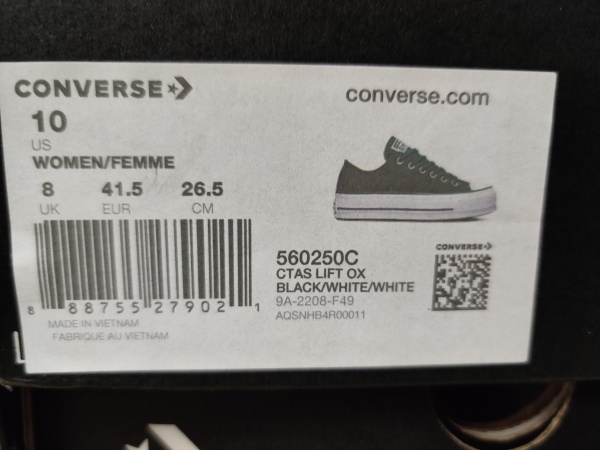 CONVERSE
converse.com
10
US
WOMEN/FEMME
8 41.5 26.5
UK EUR CM
8 88755 27902 1
MADE IN VIETNAM
FABRIQUE AU VIETNAM
560250C
CTAS LIFT OX
BLACK/WHITE/WHITE
9A-2208-F49
AQSNHB4R00011
CONVERSE